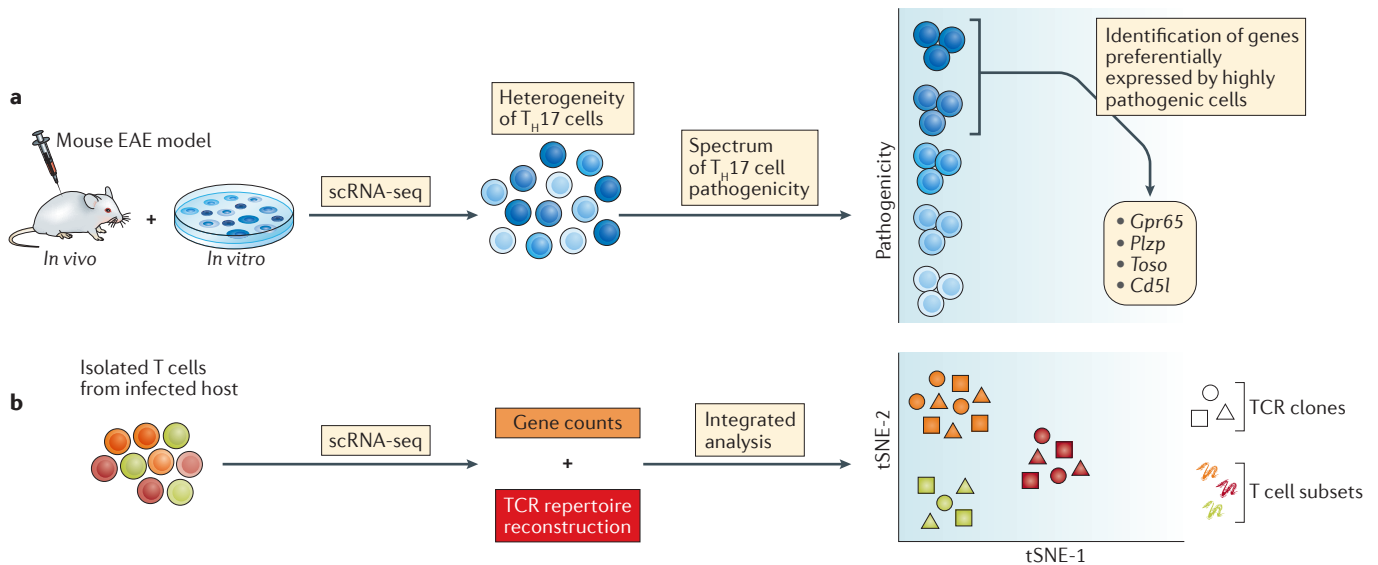 a
Mouse EAE model
In vivo
+
In vitro
scRNA-seq
Heterogeneity
of TH17 cells
Spectrum
of TH17 cell
pathogenicity
Pathogenicity
Identification of genes
preferentially
expressed by highly
pathogenic cells
• Gpr65
• Plzp
• Toso
• Cd5l
b
Isolated T cells
from infected host
scRNA-seq
Gene counts
+
TCR repertoire
reconstruction
Integrated
analysis
tSNE-2
tSNE-1
TCR clones
T cell subsets